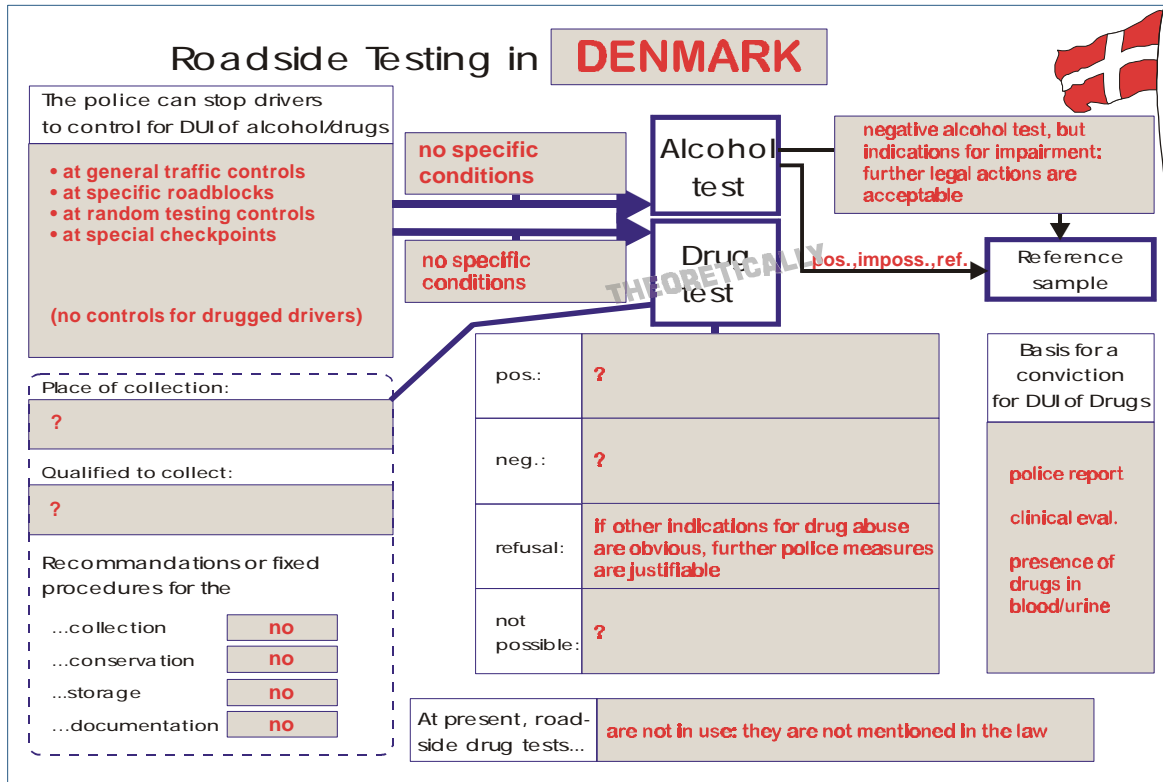 Roadside Testing in DENMARK
The police can stop drivers
to control for DUI of alcohol/drugs
• at general traffic controls
• at specific roadblocks
• at random testing controls
• at special checkpoints
(no controls for drugged drivers)
no specific
conditions
no specific
conditions
Alcohol
test
Drug
test
THEORETICALLY
negative alcohol test, but
indications for impairment:
further legal actions are
acceptable
pos.,imposs.,ref.
Reference
sample
Place of collection:
?
Qualified to collect:
?
Recommandations or fixed
procedures for the
...collection no
...conservation no
...storage no
...documentation no
pos.: ?
neg.: ?
refusal:
if other indications for drug abuse
are obvious, further police measures
are justifiable
not
possible: ?
Basis for a
conviction
for DUI of Drugs
police report
clinical eval.
presence of
drugs in
blood/urine
At present, road-
side drug tests...
are not in use: they are not mentioned in the law